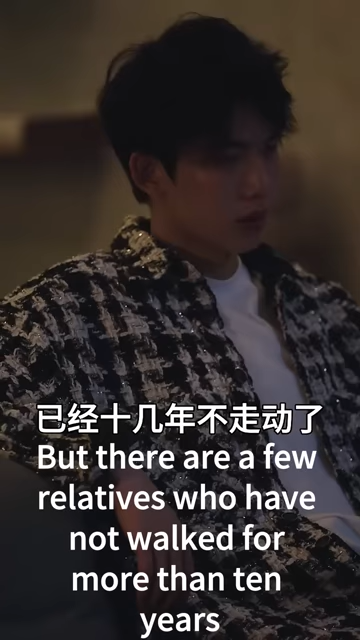 已经十几年不走动了
But there are a few
relatives who have
not walked for
more than ten
years